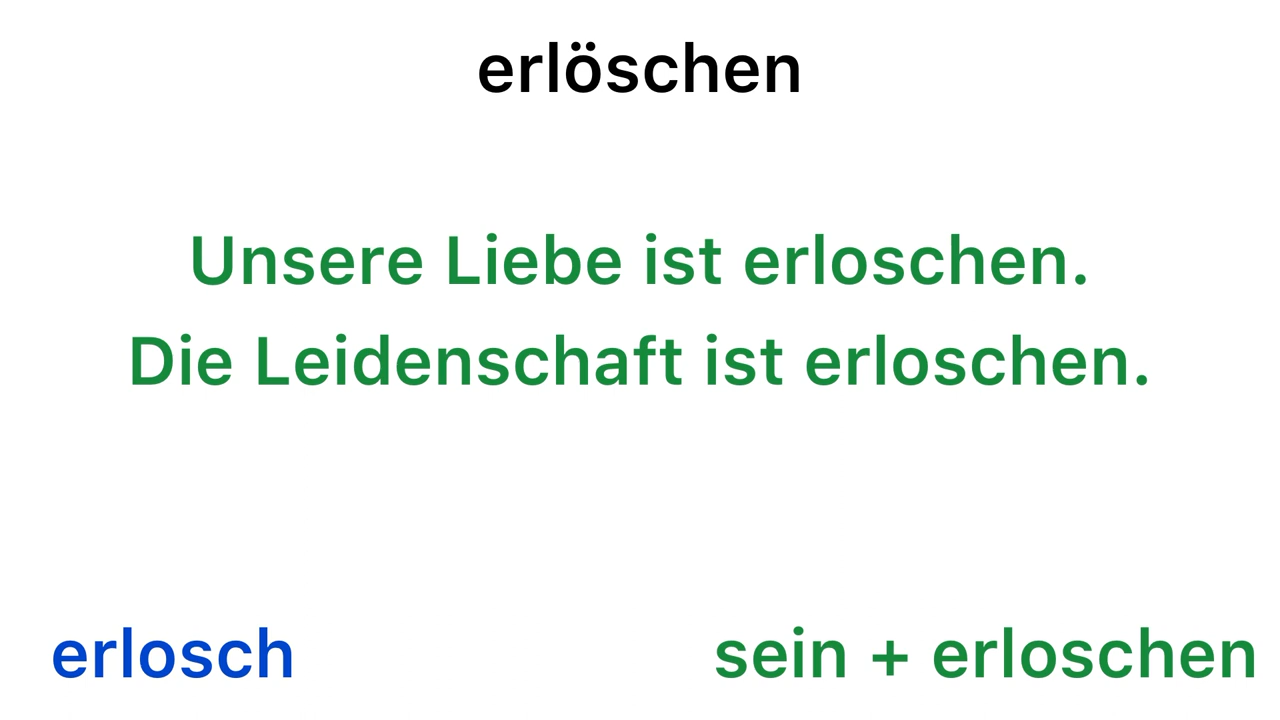 erlöschen
Unsere Liebe ist erloschen.
Die Leidenschaft ist erloschen.
erlosch
sein + erloschen